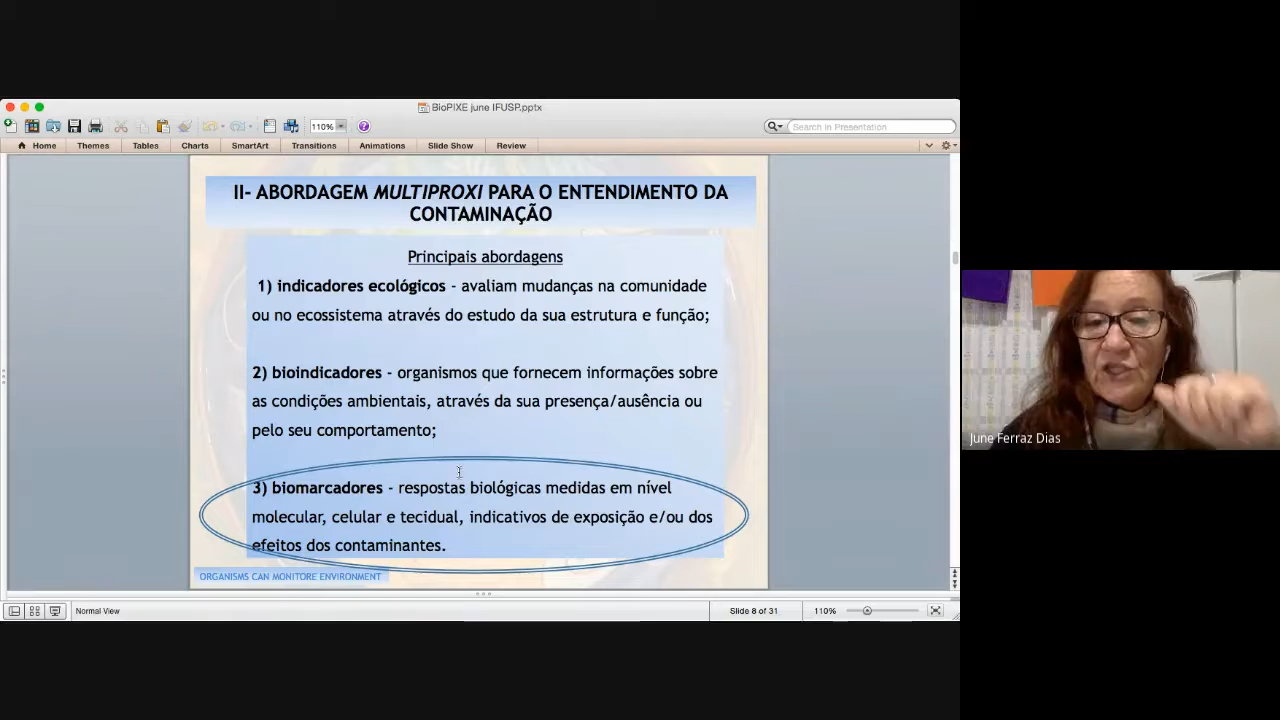 BioPIXE june IFUSP.pptx
110%
Search in Presentation
Home Themes Tables Charts SmartArt Transitions Animations Slide Show Review
II- ABORDAGEM MULTIPROXI PARA O ENTENDIMENTO DA
CONTAMINAÇÃO
Principais abordagens
1) indicadores ecológicos - avaliam mudanças na comunidade
ou no ecossistema através do estudo da sua estrutura e função;
2) bioindicadores - organismos que fornecem informações sobre
as condições ambientais, através da sua presença/ausência ou
pelo seu comportamento;
3) biomarcadores - respostas biológicas medidas em nível
molecular, celular e tecidual, indicativos de exposição e/ou dos
efeitos dos contaminantes.
ORGANISMS CAN MONITORE ENVIRONMENT
Normal View
Slide 8 of 31
110%
June Ferraz Dias